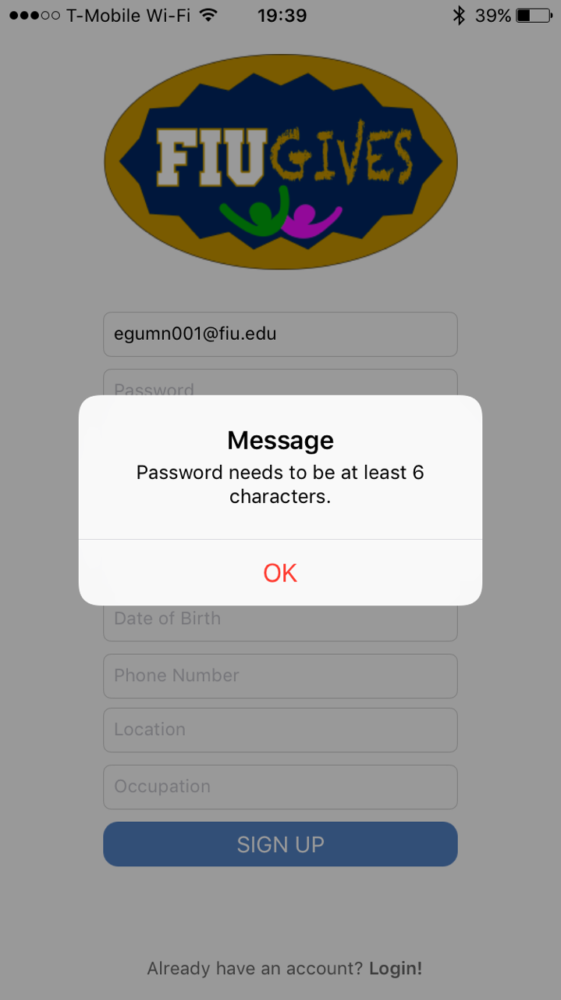 T-Mobile Wi-Fi 19:39 39%
FIUGIVES
egumn001@fiu.edu
Password
Message
Password needs to be at least 6
characters.
OK
Date of Birth
Phone Number
Location
Occupation
SIGN UP
Already have an account? Login!